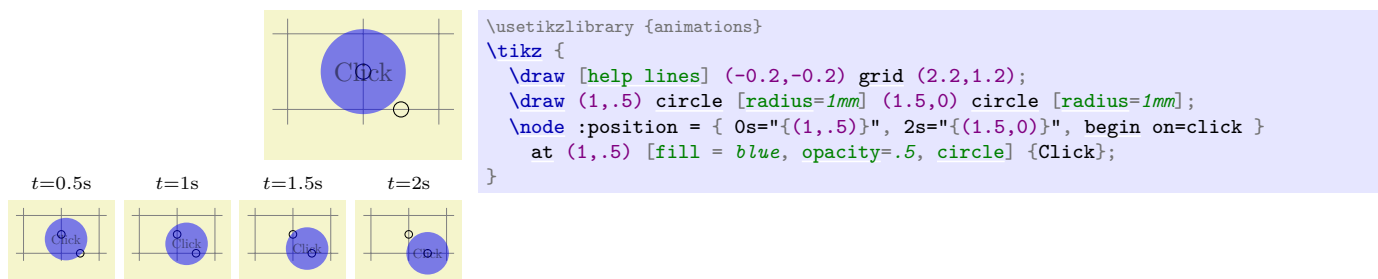 Click
t=0.5s t=1s t=1.5s t=2s
Click Click Click Click
\usetikzlibrary {animations}
\tikz {
  \draw [help lines] (-0.2,-0.2) grid (2.2,1.2);
  \draw (1,.5) circle [radius=1mm] (1.5,0) circle [radius=1mm];
  \node :position = { 0s="{(1,.5)}", 2s="{(1.5,0)}", begin on=click }
    at (1,.5) [fill = blue, opacity=.5, circle] {Click};
}